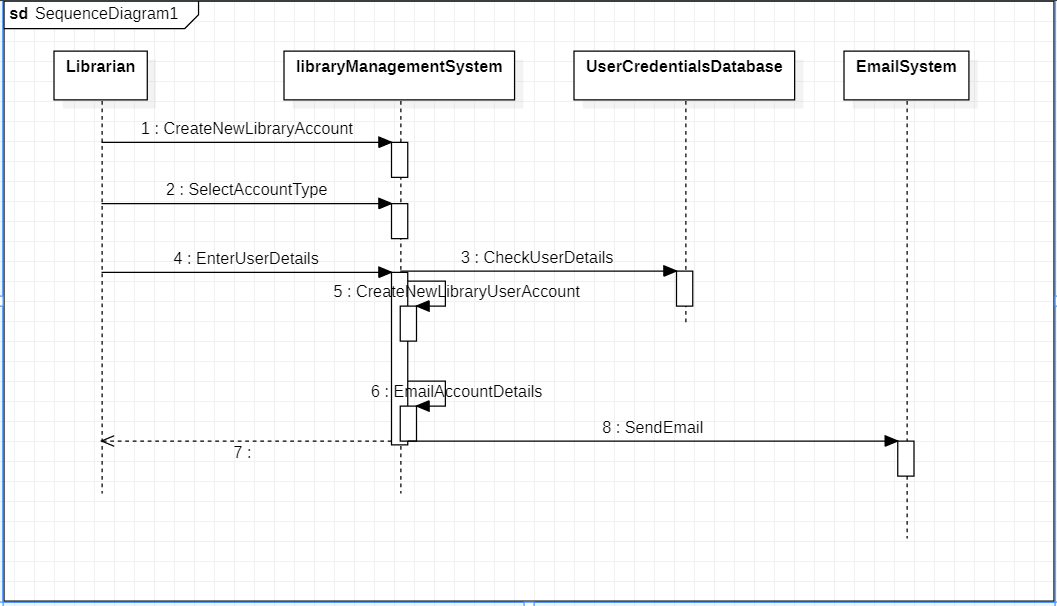 sd SequenceDiagram1
Librarian
libraryManagementSystem
UserCredentialsDatabase
EmailSystem
1 : CreateNewLibraryAccount
2 : SelectAccountType
4 : EnterUserDetails
3 : CheckUserDetails
5 : CreateNewLibraryUserAccount
6 : EmailAccountDetails
8 : SendEmail
7 :